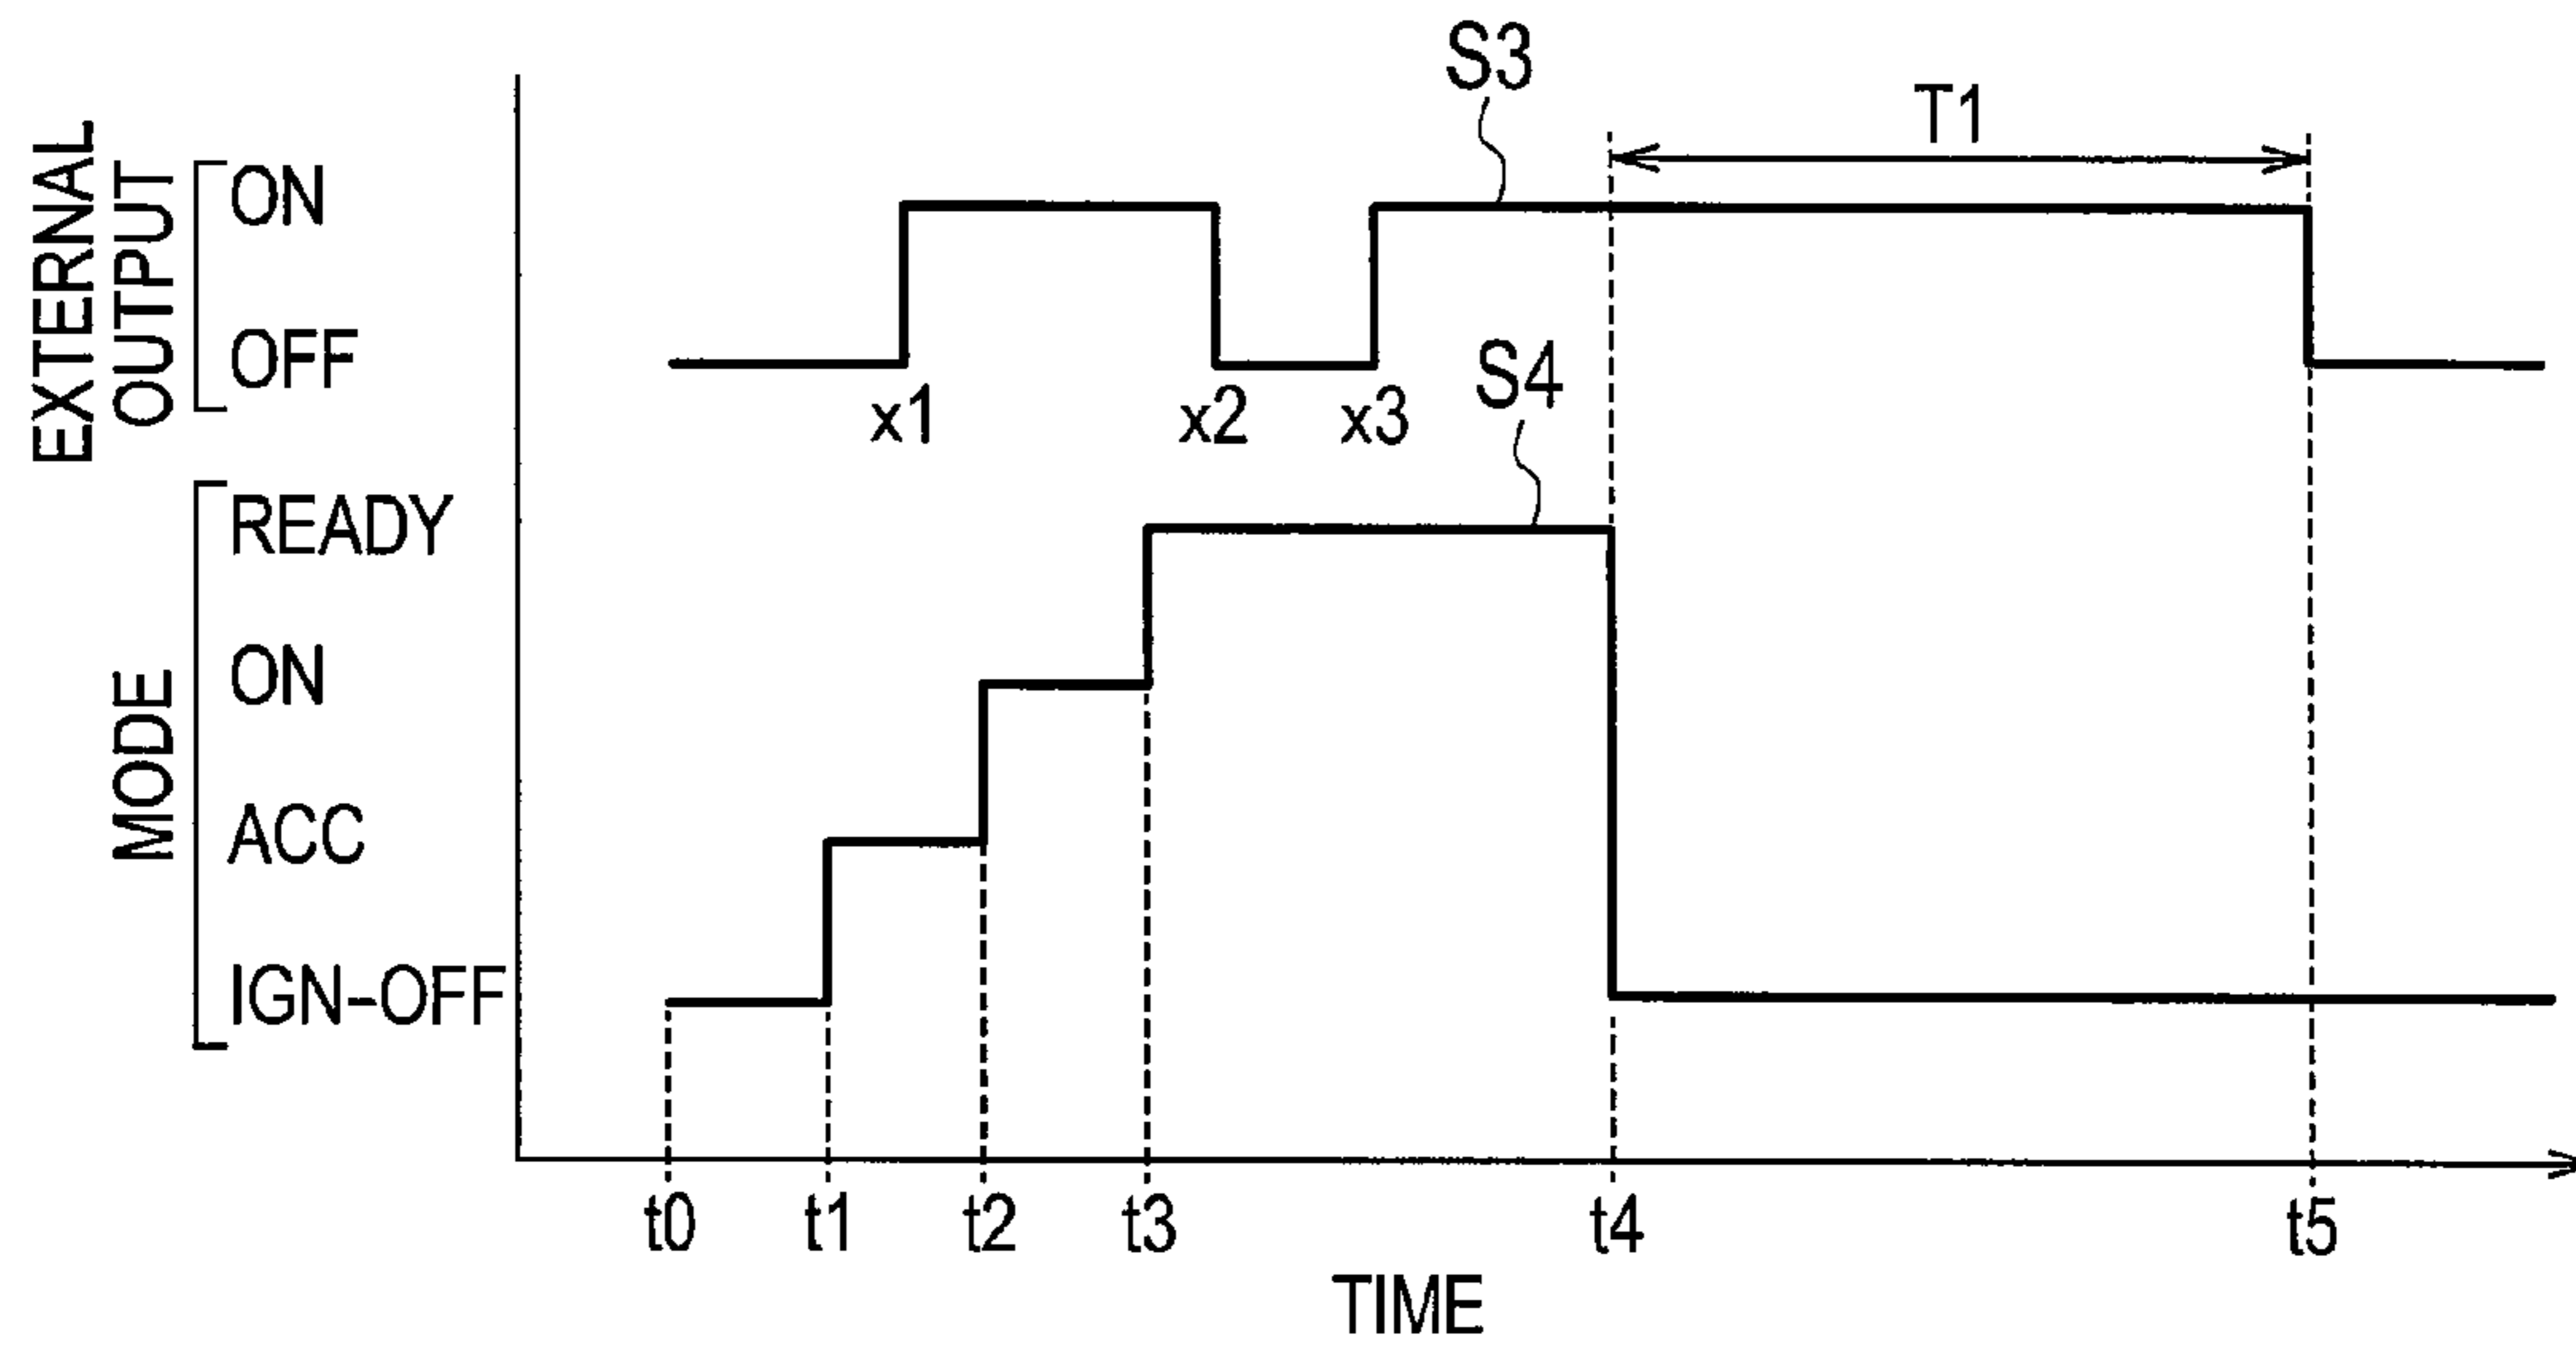 S3
T1
EXTERNAL
OUTPUT
ON
OFF
x1
x2
x3
S4
MODE
READY
ON
ACC
IGN-OFF
t0
t1
t2
t3
t4
t5
TIME